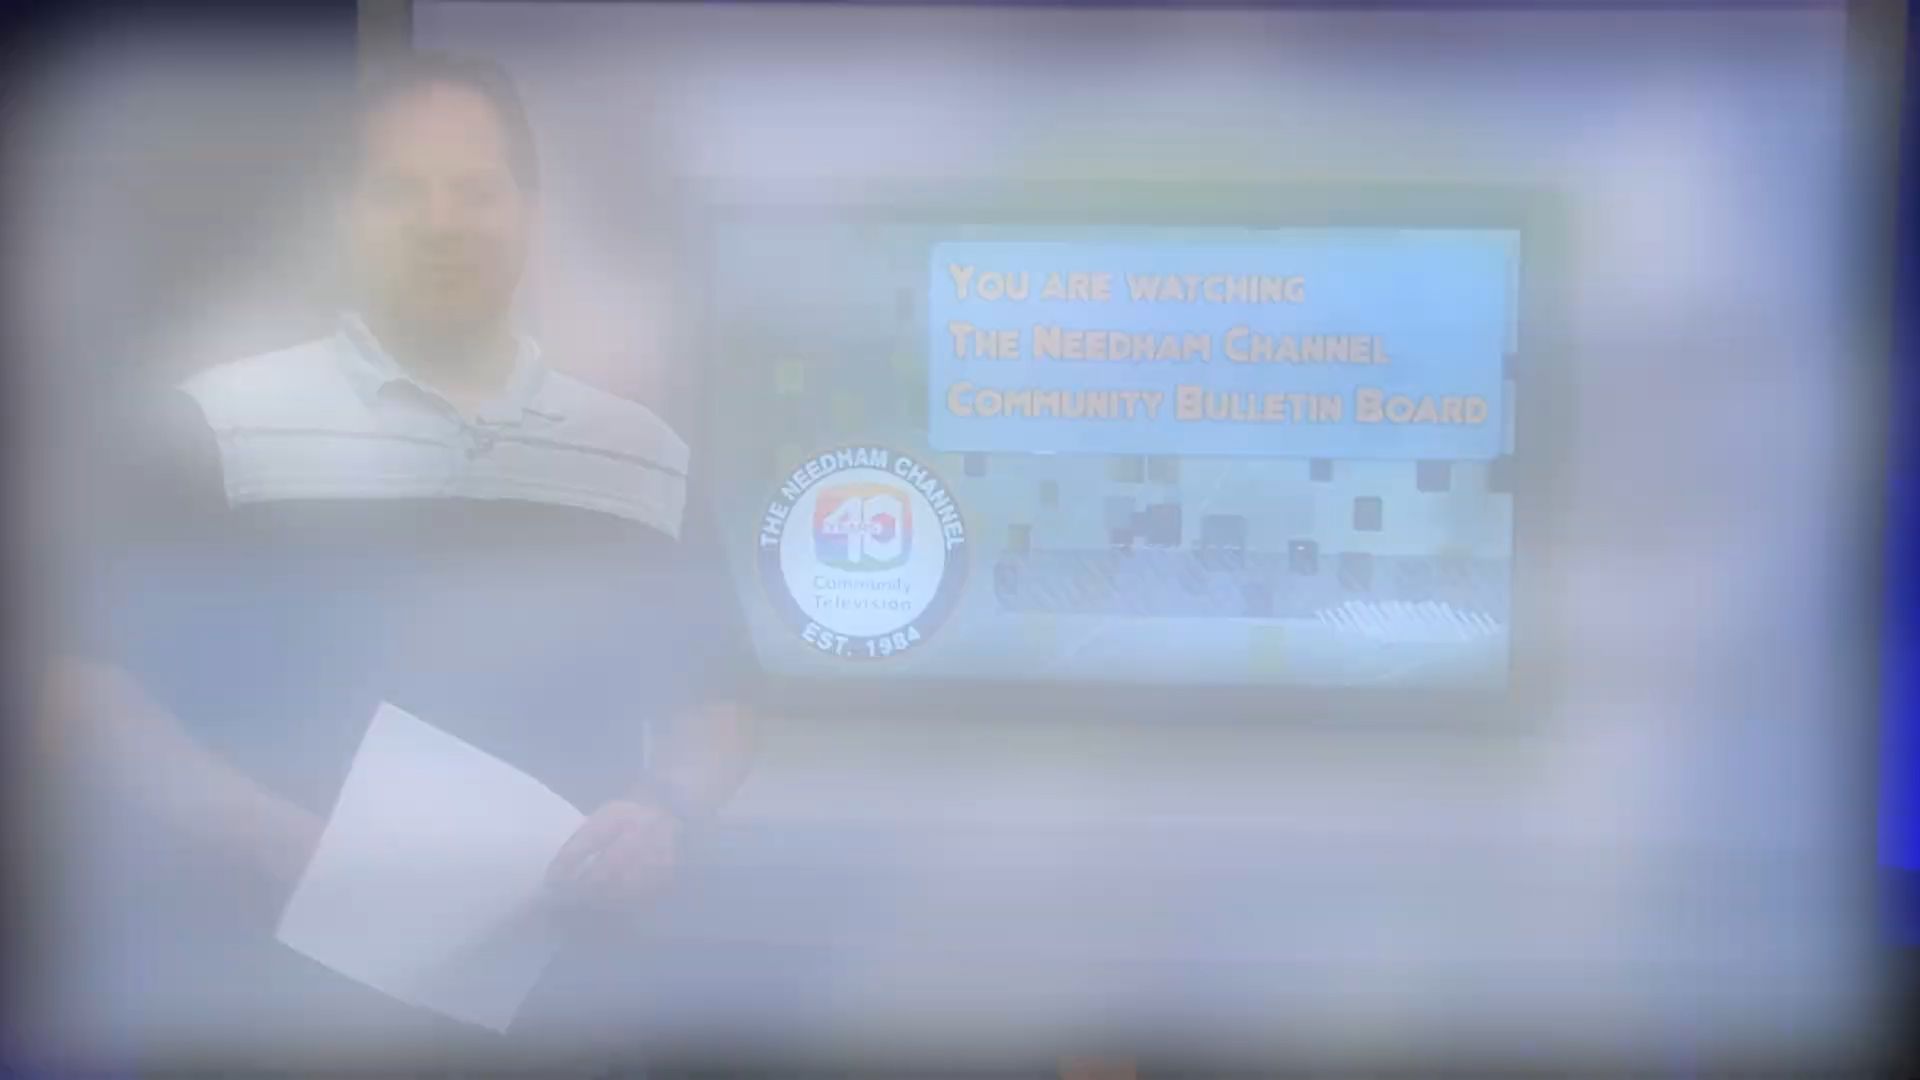 You are watching
The Needham Channel
Community Bulletin Board
THE NEEDHAM CHANNEL
40
Community
Television
EST. 1984